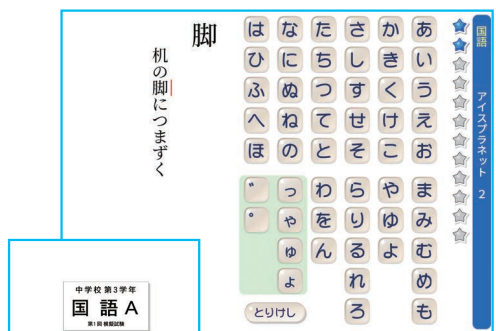 国語 アイスプラネット 2
あいうえお
かきくけこ
さしすせそ
たちつてと
なにぬねの
はひふへほ
まみむめも
やゆよ
らりるれろ
わをん
っゃゅょ
゛゜
とりけし
脚
机の脚につまずく
中学校 第3学年
国語 A
第1回 模擬試験